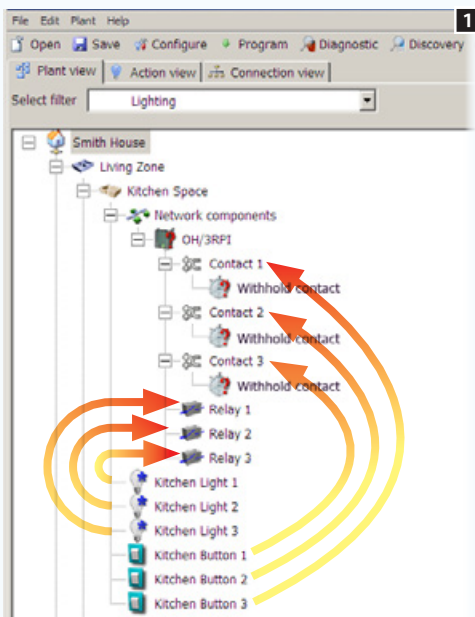 File Edit Plant Help
1
Open Save Configure Program Diagnostic Discovery
Plant view Action view Connection view
Select filter Lighting
Smith House
Living Zone
Kitchen Space
Network components
OH/3RPI
Contact 1
Withhold contact
Contact 2
Withhold contact
Contact 3
Withhold contact
Relay 1
Relay 2
Relay 3
Kitchen Light 1
Kitchen Light 2
Kitchen Light 3
Kitchen Button 1
Kitchen Button 2
Kitchen Button 3